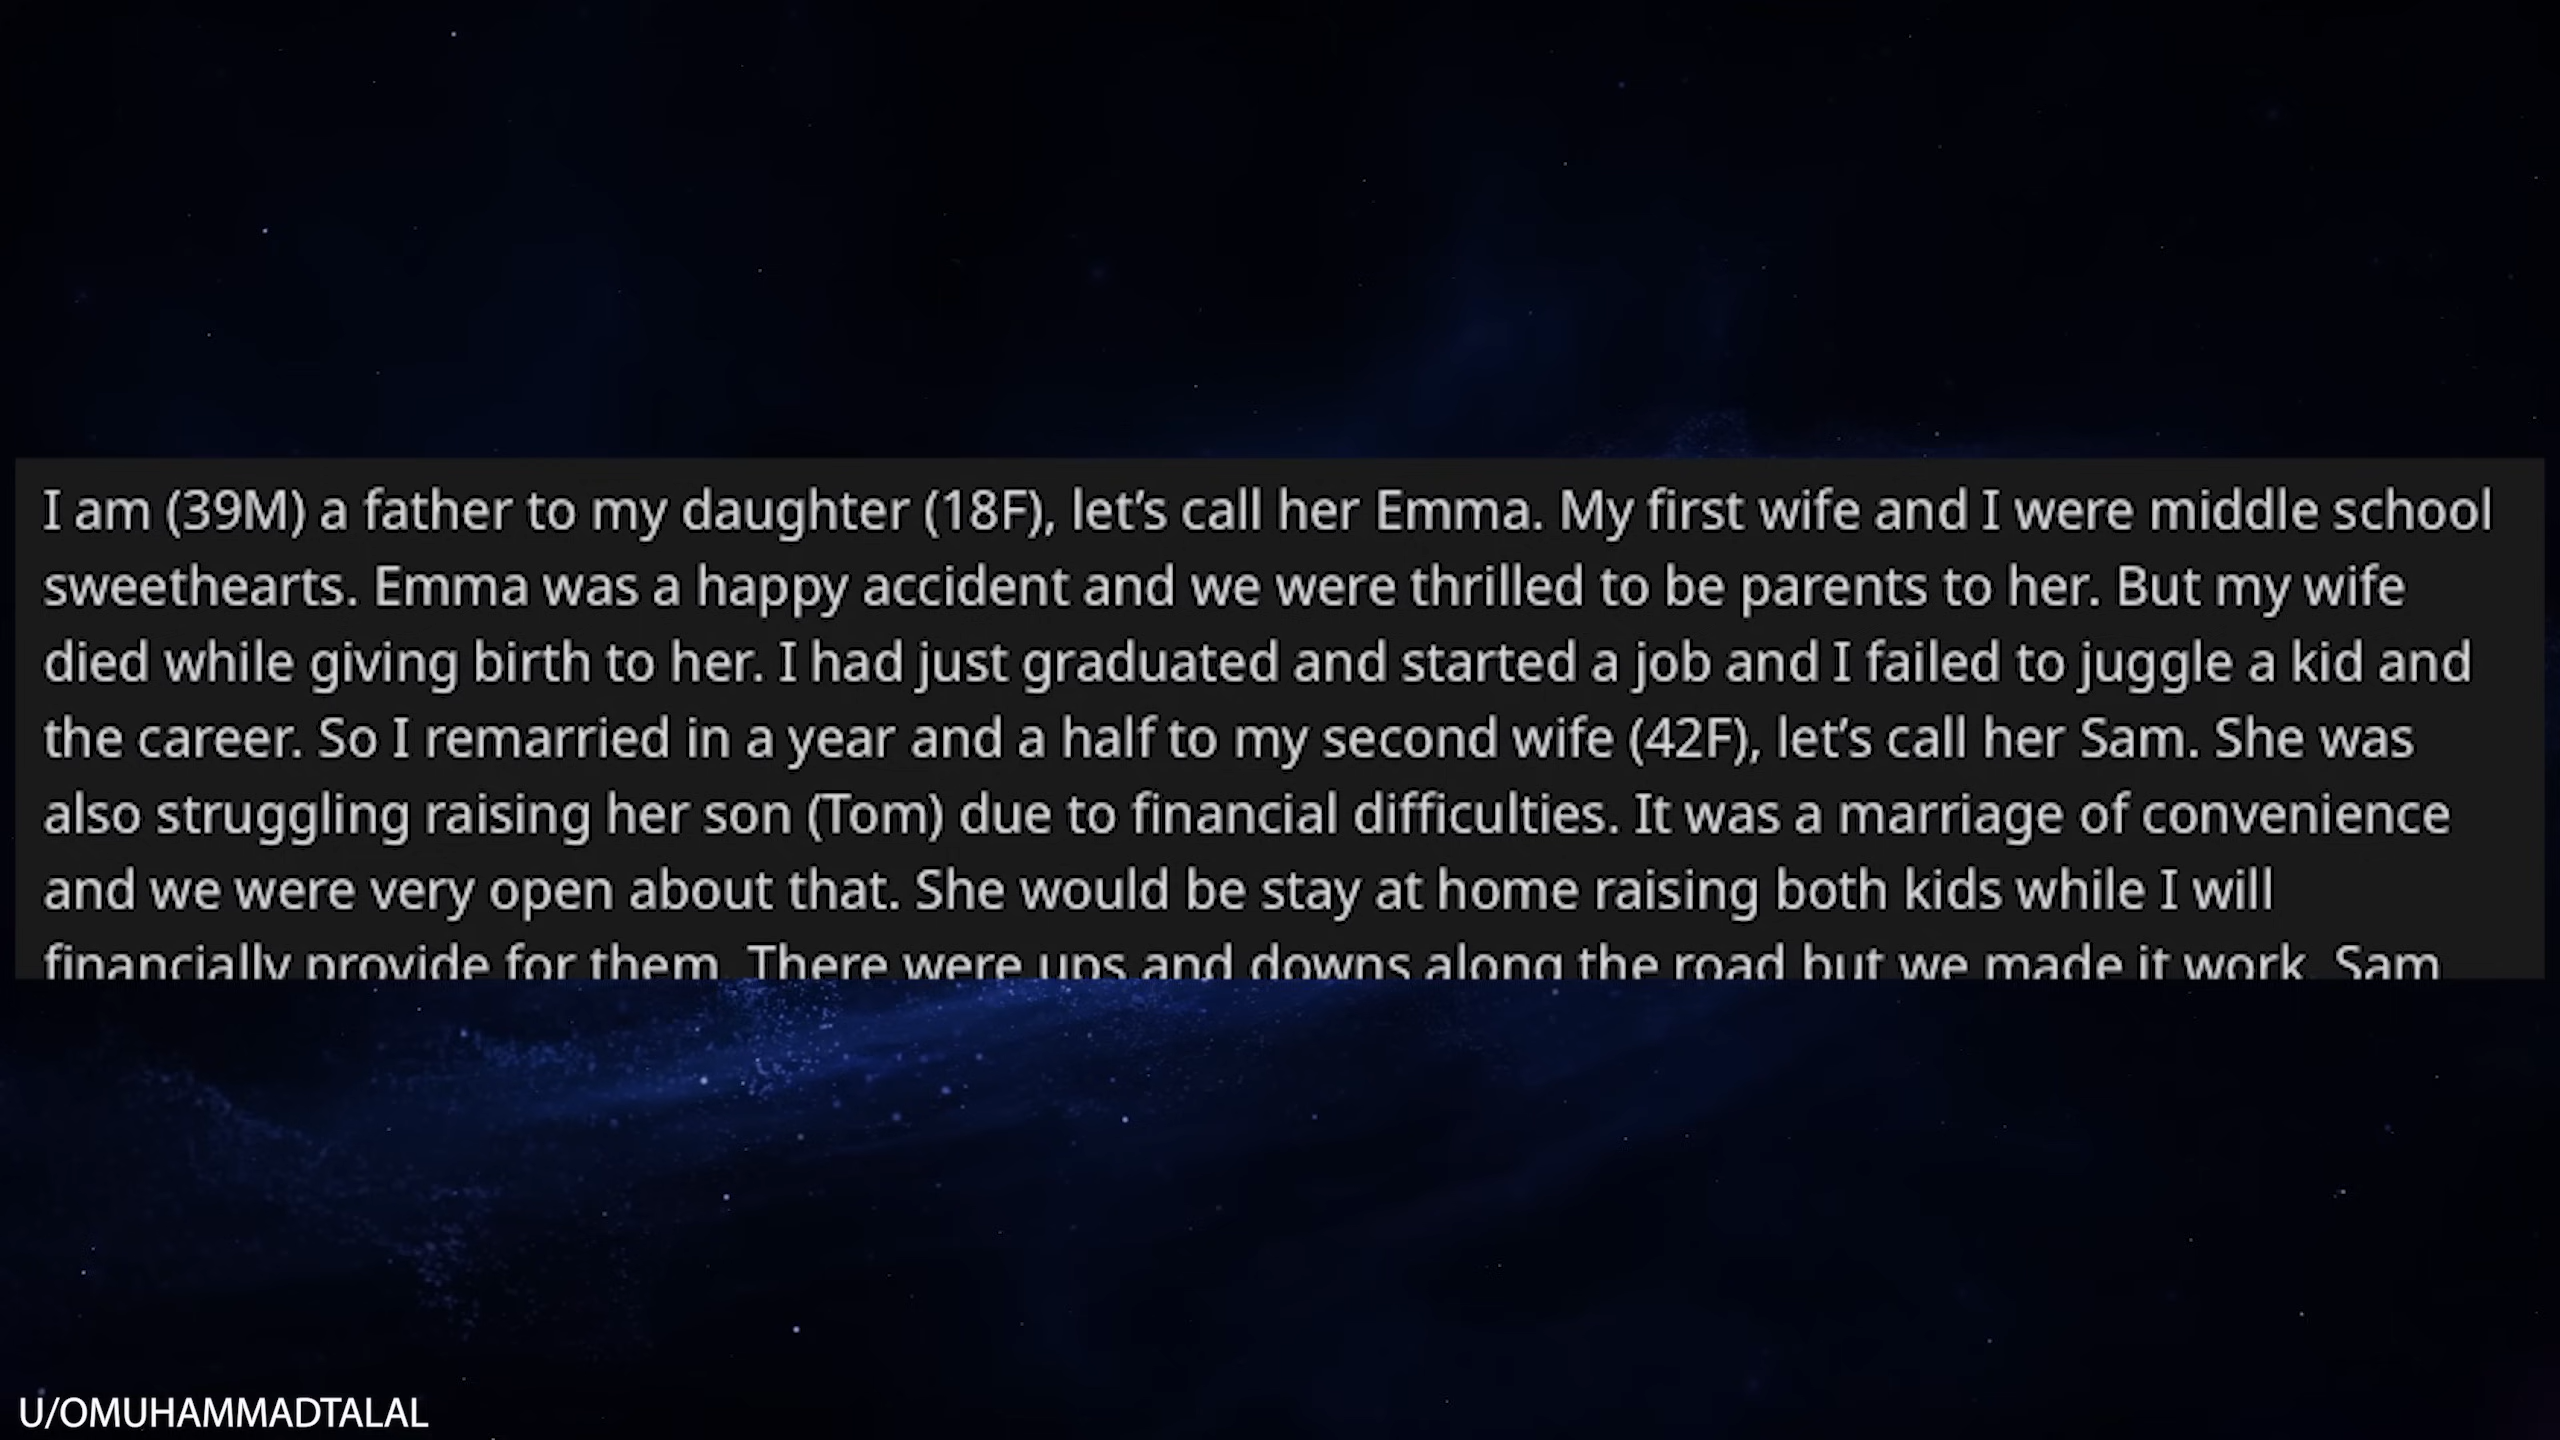 I am (39M) a father to my daughter (18F), let's call her Emma. My first wife and I were middle school
sweethearts. Emma was a happy accident and we were thrilled to be parents to her. But my wife
died while giving birth to her. I had just graduated and started a job and I failed to juggle a kid and
the career. So I remarried in a year and a half to my second wife (42F), let's call her Sam. She was
also struggling raising her son (Tom) due to financial difficulties. It was a marriage of convenience
and we were very open about that. She would be stay at home raising both kids while I will
financially provide for them. There were ups and downs along the road but we made it work. Sam
U/OMUHAMMADTALAL